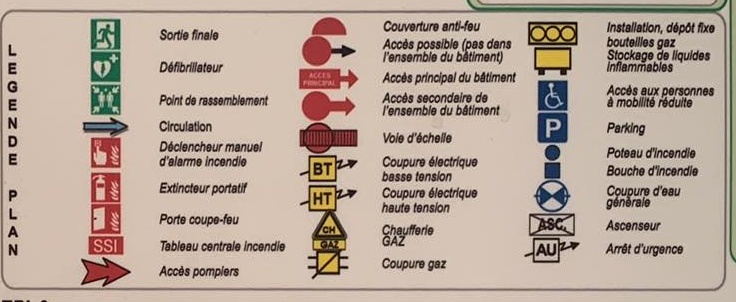 LEGENDE PLAN
Sortie finale
Défibrillateur
Point de rassemblement
Circulation
Déclencheur manuel
d'alarme incendie
Extincteur portatif
Porte coupe-feu
SSI
Tableau centrale incendie
Accès pompiers
Couverture anti-feu
Accès possible (pas dans
l'ensemble du bâtiment)
ACCES
PRINCIPAL
Accès principal du bâtiment
Accès secondaire de
l'ensemble du bâtiment
Voie d'échelle
BT
Coupure électrique
basse tension
HT
Coupure électrique
haute tension
CH
GAZ
Chaufferie
GAZ
Coupure gaz
Installation, dépôt fixe
bouteilles gaz
Stockage de liquides
inflammables
Accès aux personnes
à mobilité réduite
P
Parking
Poteau d'incendie
Bouche d'incendie
Coupure d'eau
générale
ASC.
Ascenseur
AU
Arrêt d'urgence